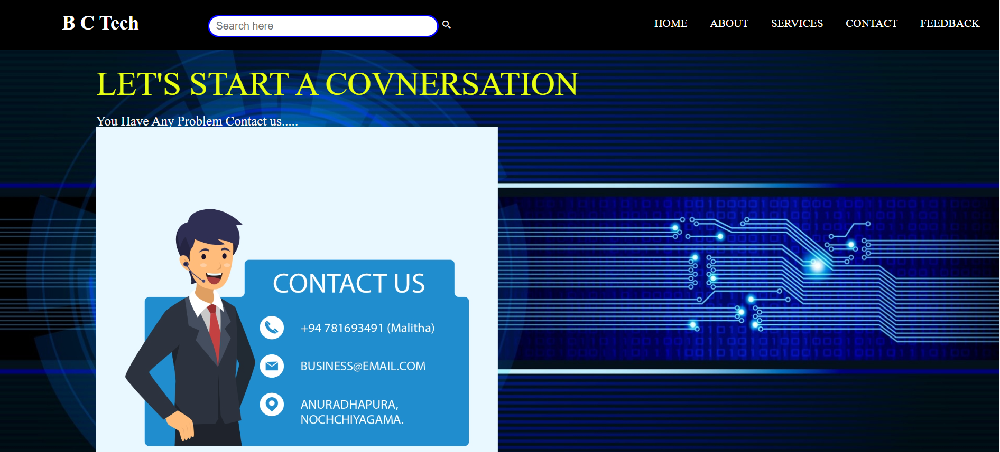 B C Tech
Search here
HOME ABOUT SERVICES CONTACT FEEDBACK
LET'S START A COVNERSATION
You Have Any Problem Contact us.....
CONTACT US
+94 781693491 (Malitha)
BUSINESS@EMAIL.COM
ANURADHAPURA,
NOCHCHIYAGAMA.